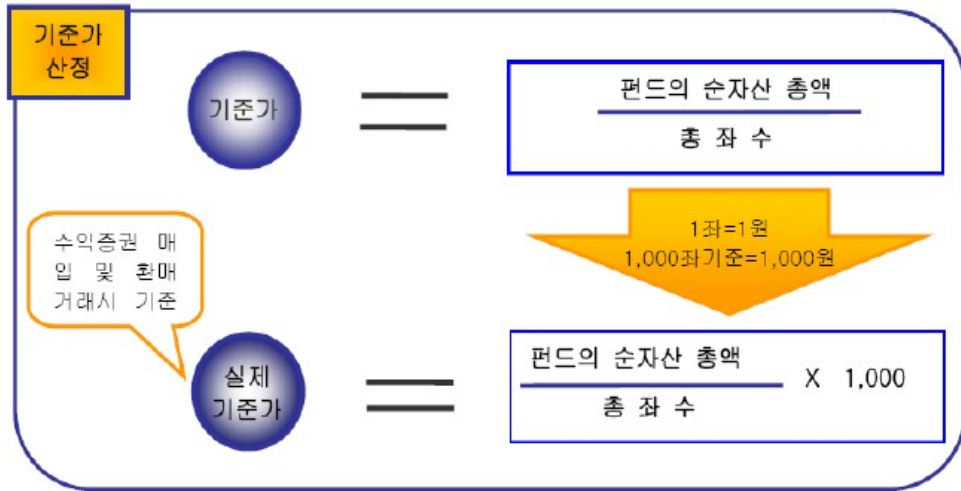 기준가
산정
기준가
펀드의 순자산 총액
총 좌 수
1좌=1원
1,000좌기준=1,000원
수익증권 매
입 및 환매
거래시 기준
실제
기준가
펀드의 순자산 총액
총 좌 수
X 1,000